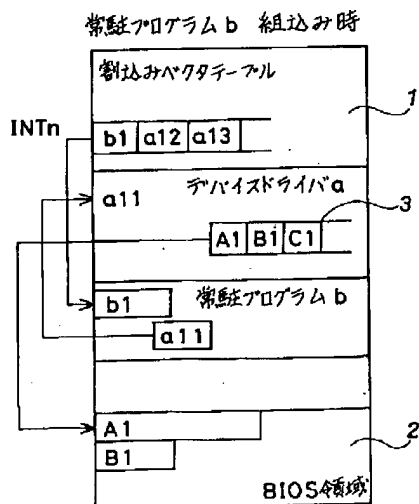 常駐プログラムb 組込み時
割込みベクタテーブル
1
INTn
b1 a12 a13
a11 デバイスドライバa
3
A1 B1 C1
b1 常駐プログラムb
a11
A1
2
B1
BIOS領域